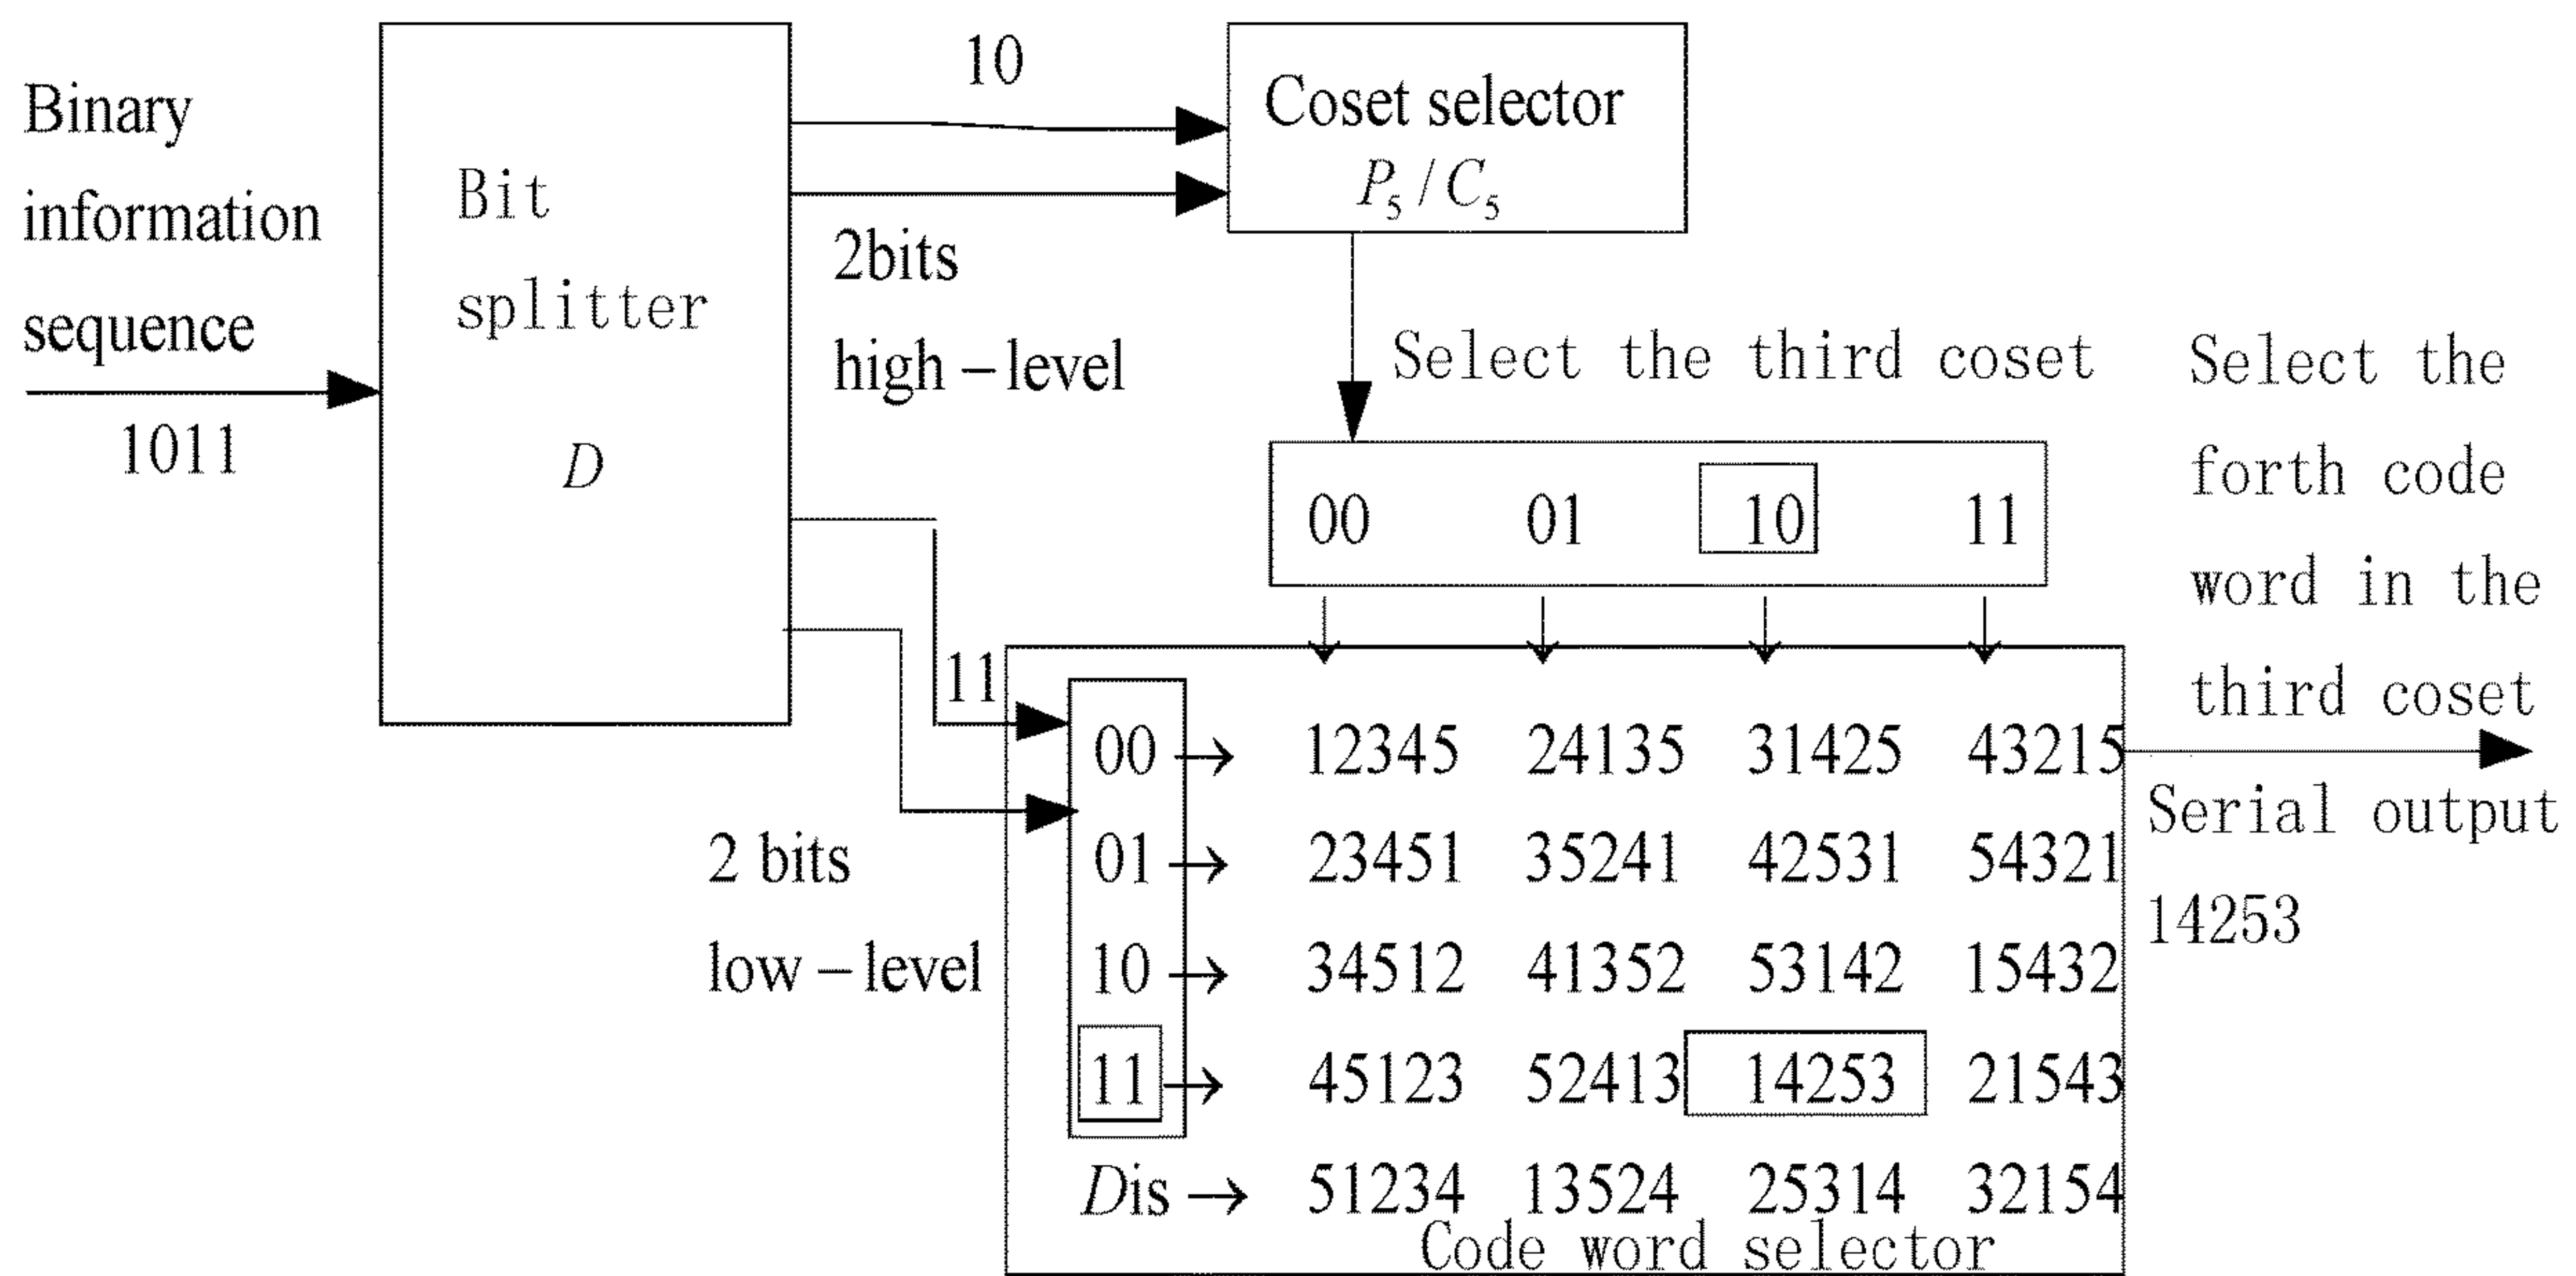 Binary
information
sequence
1011
Bit
splitter
D
10
2bits
high – level
Coset selector
P5 / C5
Select the third coset
00 01 10 11
Select the
forth code
word in the
third coset
11
2 bits
low – level
00 → 12345 24135 31425 43215
01 → 23451 35241 42531 54321
10 → 34512 41352 53142 15432
11 → 45123 52413 14253 21543
Dis → 51234 13524 25314 32154
Code word selector
Serial output
14253